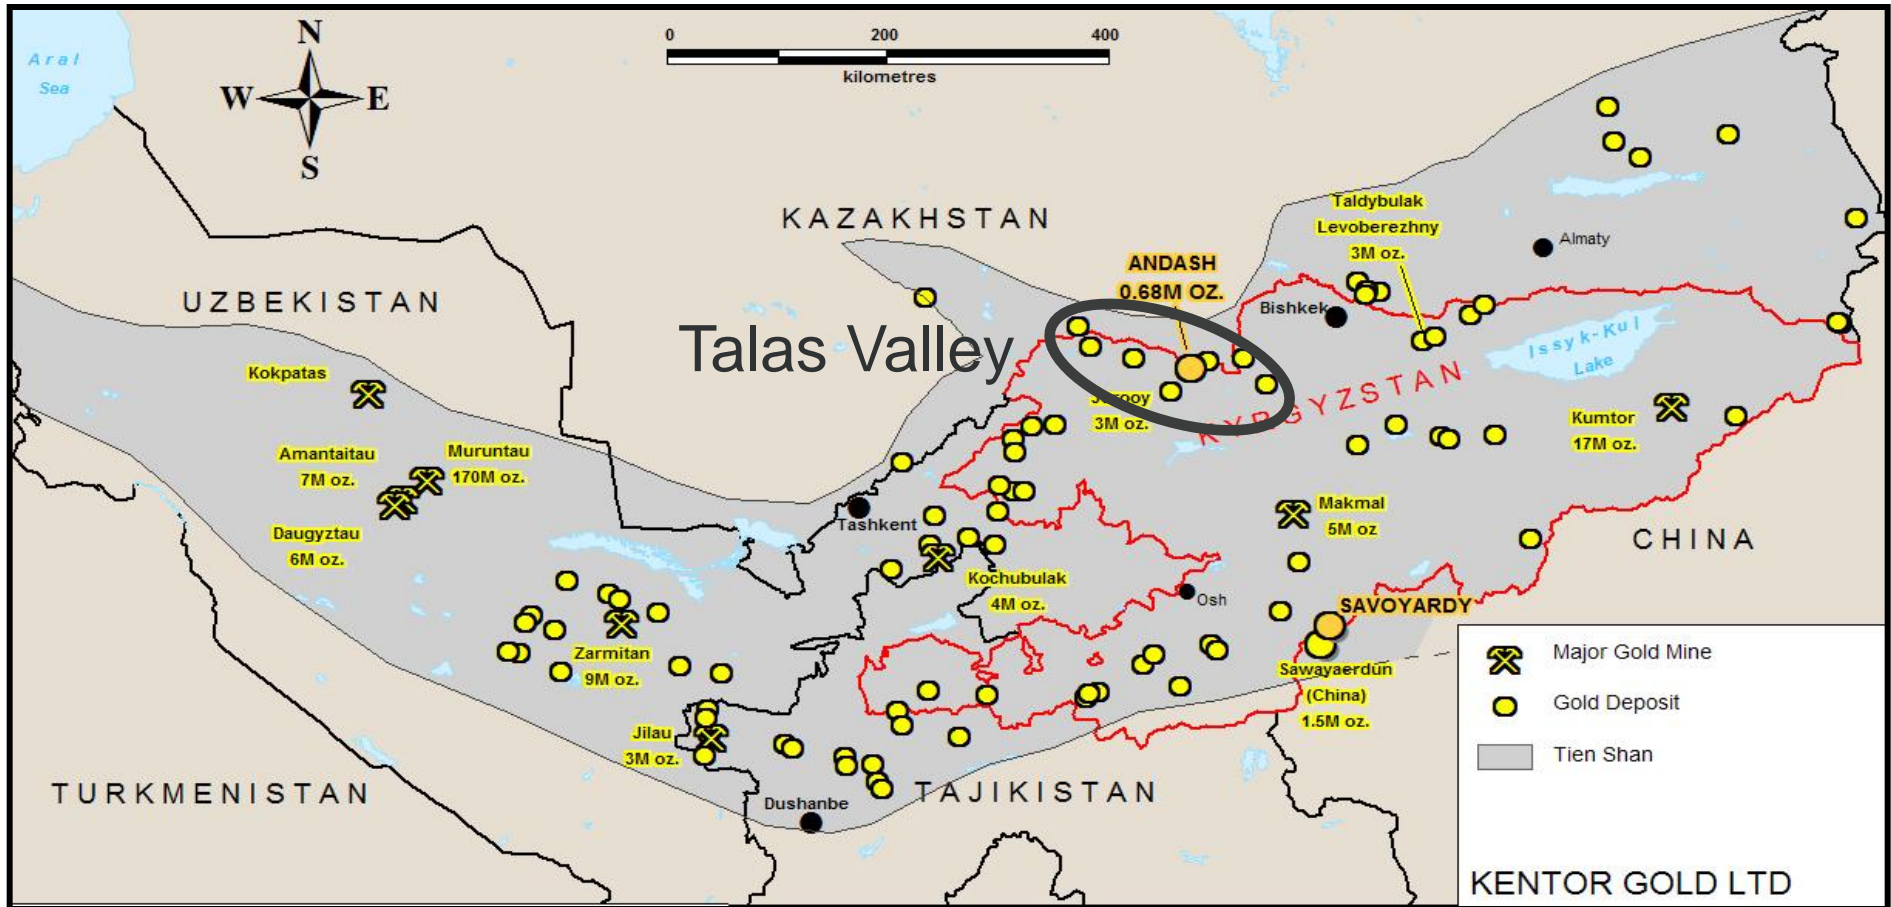 N
W
E
S
0
200
400
kilometres
Aral
Sea
KAZAKHSTAN
UZBEKISTAN
Taldybulak
Levoberezhny
3M oz.
Almaty
ANDASH
0.68M OZ.
Bishkek
Issyk-Kul
Lake
Talas Valley
KYRGYZSTAN
3M oz.
Kumtor
17M oz.
Kokpatas
Amantaitau
7M oz.
Muruntau
170M oz.
Daugyztau
6M oz.
Tashkent
Makmal
5M oz
CHINA
Kochubulak
4M oz.
Osh
SAVOYARDY
Zarmitan
9M oz.
Sawayaerdun
(China)
1.5M oz.
Jilau
3M oz.
TURKMENISTAN
Dushanbe
TAJIKISTAN
Major Gold Mine
Gold Deposit
Tien Shan
KENTOR GOLD LTD